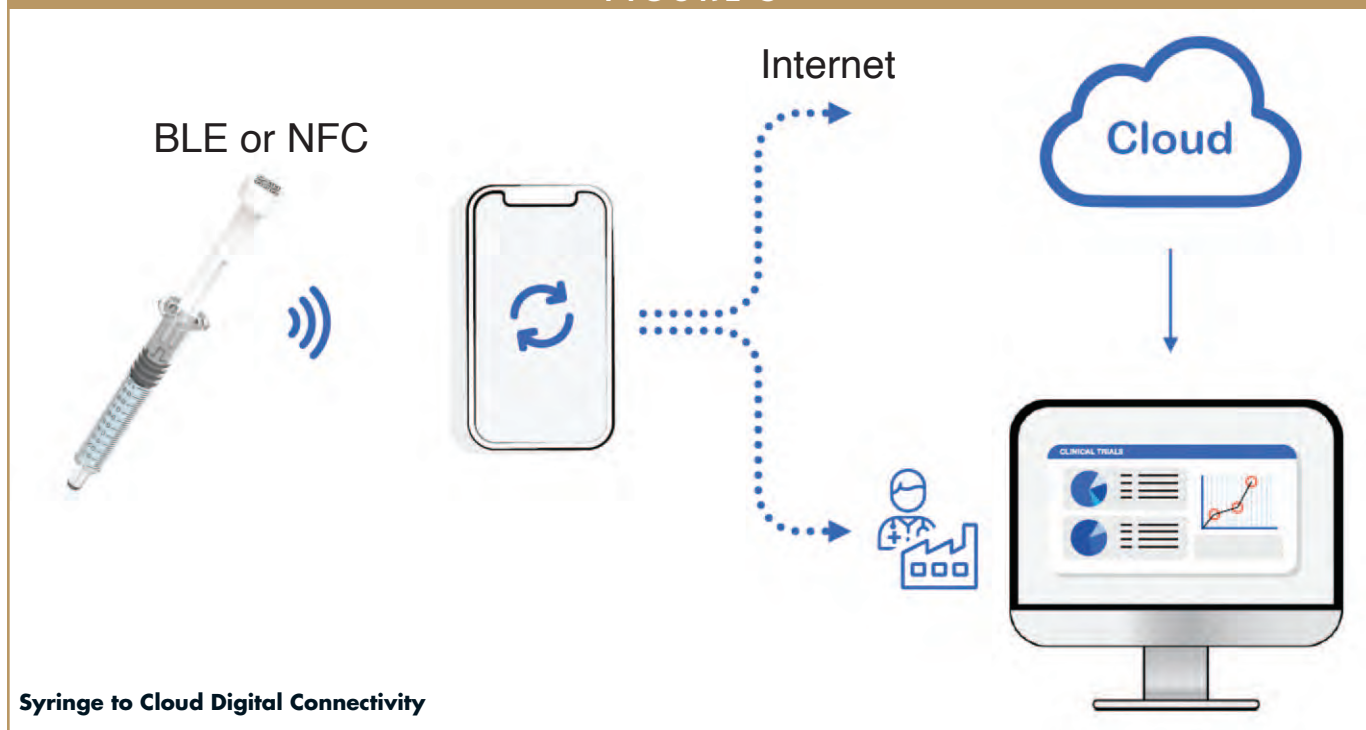 Internet
BLE or NFC
Cloud
CLINICAL TRIALS
Syringe to Cloud Digital Connectivity